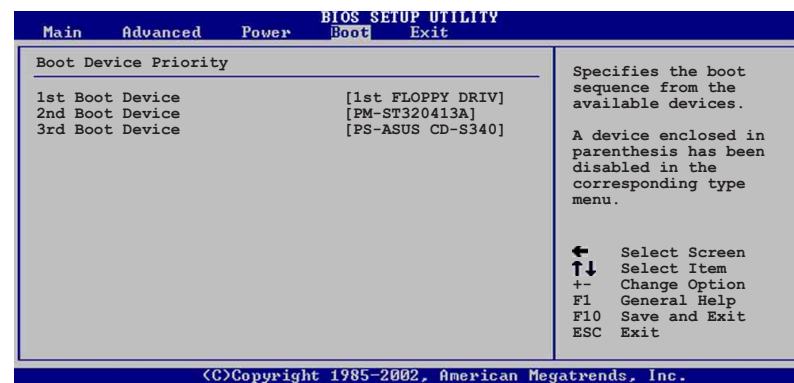 BIOS SETUP UTILITY
Main Advanced Power Boot Exit
Boot Device Priority
1st Boot Device [1st FLOPPY DRIV]
2nd Boot Device [PM-ST320413A]
3rd Boot Device [PS-ASUS CD-S340]
Specifies the boot
sequence from the
available devices.
A device enclosed in
parenthesis has been
disabled in the
corresponding type
menu.
← Select Screen
↑↓ Select Item
+- Change Option
F1 General Help
F10 Save and Exit
ESC Exit
(C)Copyright 1985-2002, American Megatrends, Inc.